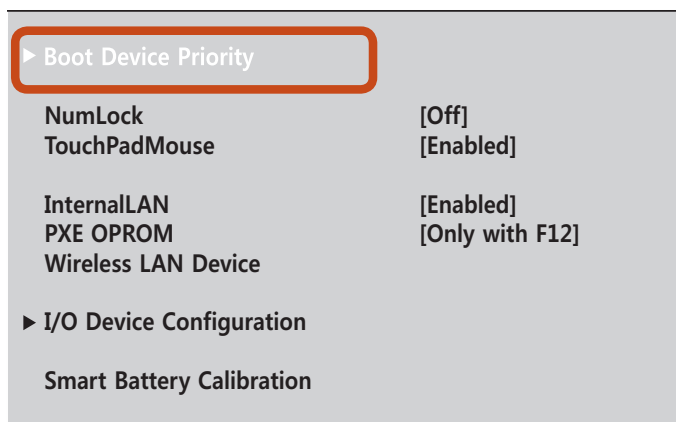 ▶ Boot Device Priority
NumLock [Off]
TouchPadMouse [Enabled]
InternalLAN [Enabled]
PXE OPROM [Only with F12]
Wireless LAN Device
▶ I/O Device Configuration
Smart Battery Calibration